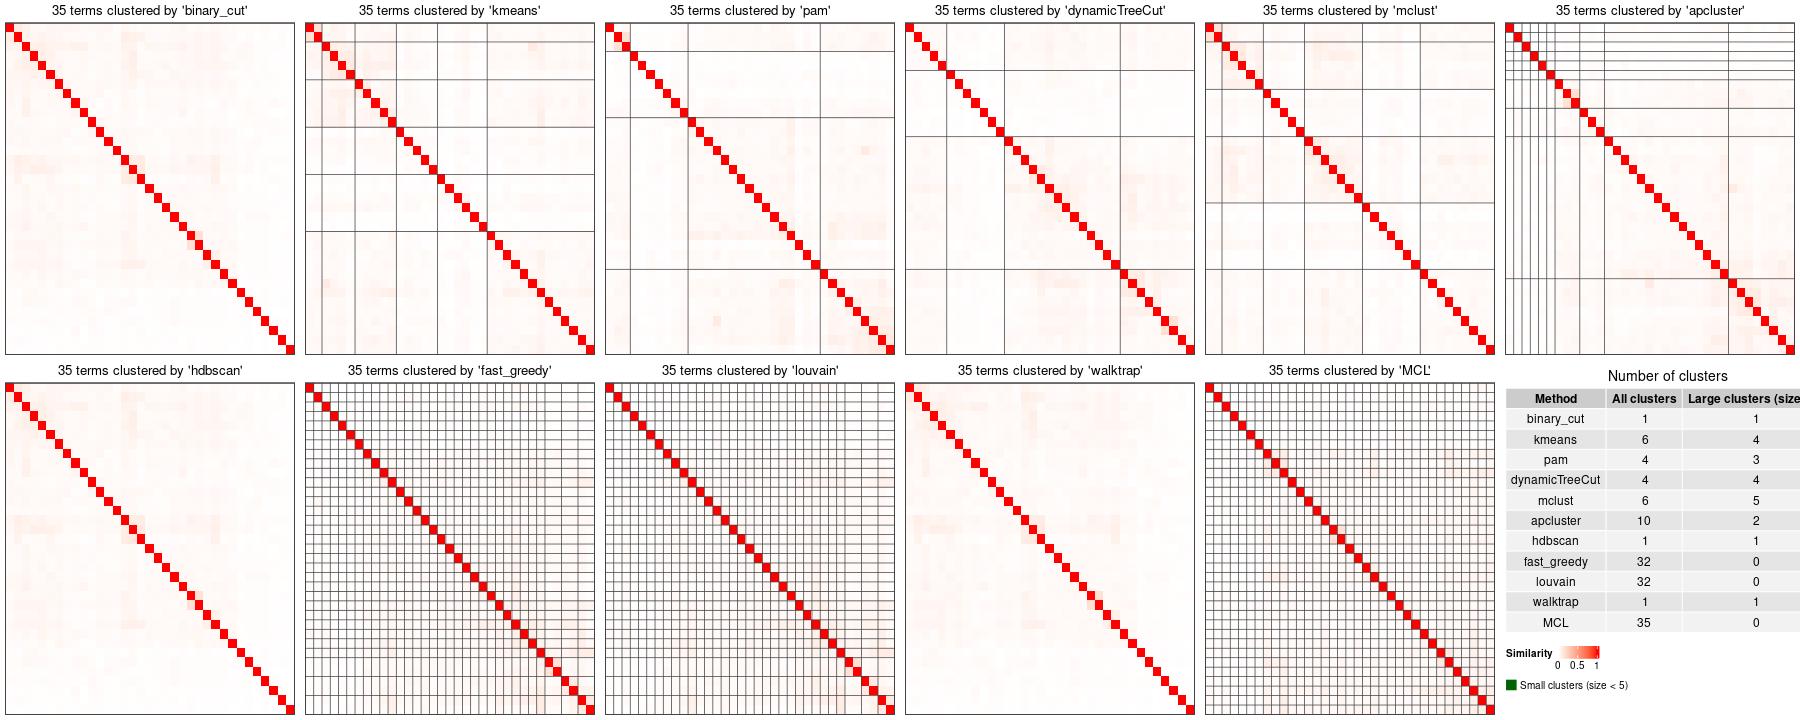 35 terms clustered by 'binary_cut'
35 terms clustered by 'kmeans'
35 terms clustered by 'pam'
35 terms clustered by 'dynamicTreeCut'
35 terms clustered by 'mclust'
35 terms clustered by 'apcluster'
35 terms clustered by 'hdbscan'
35 terms clustered by 'fast_greedy'
35 terms clustered by 'louvain'
35 terms clustered by 'walktrap'
35 terms clustered by 'MCL'
Number of clusters
Method All clusters Large clusters (size
binary_cut 1 1
kmeans 6 4
pam 4 3
dynamicTreeCut 4 4
mclust 6 5
apcluster 10 2
hdbscan 1 1
fast_greedy 32 0
louvain 32 0
walktrap 1 1
MCL 35 0
Similarity
0 0.5 1
Small clusters (size < 5)